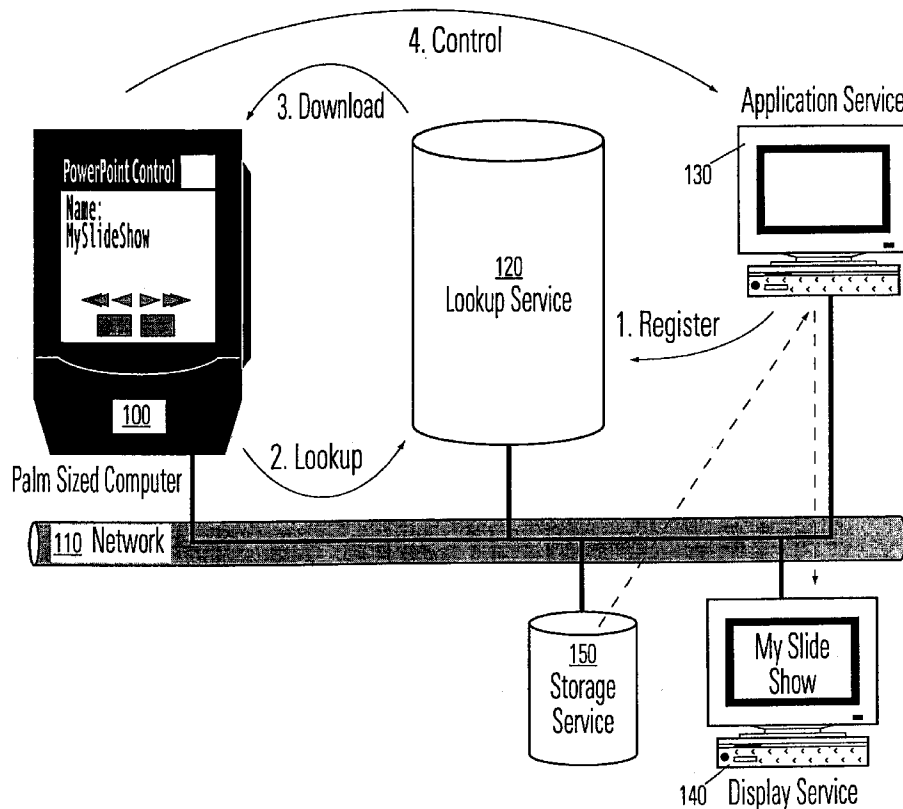 4. Control
3. Download
Application Service
130
PowerPoint Control
Name:
MySlideShow
120
Lookup Service
1. Register
100
2. Lookup
Palm Sized Computer
110 Network
150
Storage
Service
My Slide
Show
140
Display Service